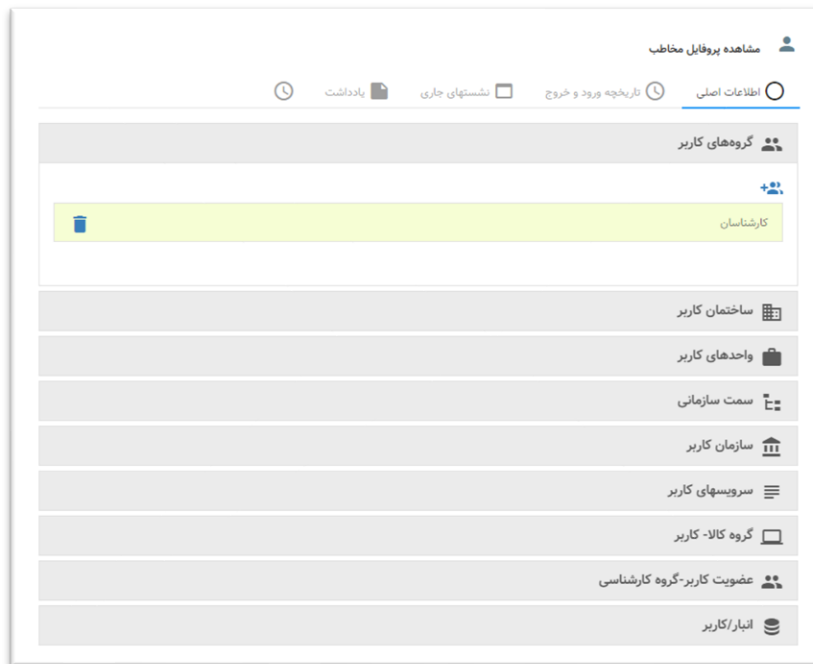 مشاهده پروفایل مخاطب
اطلاعات اصلی تاریخچه ورود و خروج نشستهای جاری یادداشت
گروه‌های کاربر
کارشناسان
ساختمان کاربر
واحدهای کاربر
سمت سازمانی
سازمان کاربر
سرویسهای کاربر
گروه کالا- کاربر
عضویت کاربر-گروه کارشناسی
انبار/کاربر